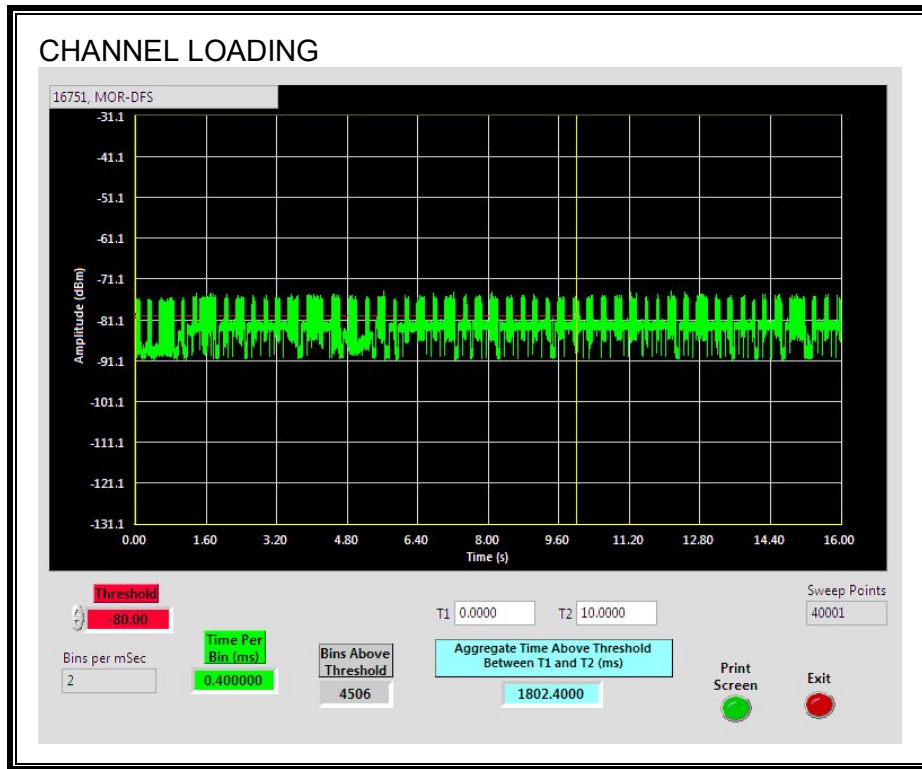 CHANNEL LOADING
16751, MOR-DFS
-31.1
-41.1
-51.1
-61.1
-71.1
-81.1
-91.1
-101.1
-111.1
-121.1
-131.1
Amplitude (dBm)
0.00 1.60 3.20 4.80 6.40 8.00 9.60 11.20 12.80 14.40 16.00
Time (s)
Threshold
-80.00
Bins per mSec
2
Time Per
Bin (ms)
0.400000
Bins Above
Threshold
4506
T1 0.0000 T2 10.0000
Aggregate Time Above Threshold
Between T1 and T2 (ms)
1802.4000
Sweep Points
40001
Print
Screen
Exit